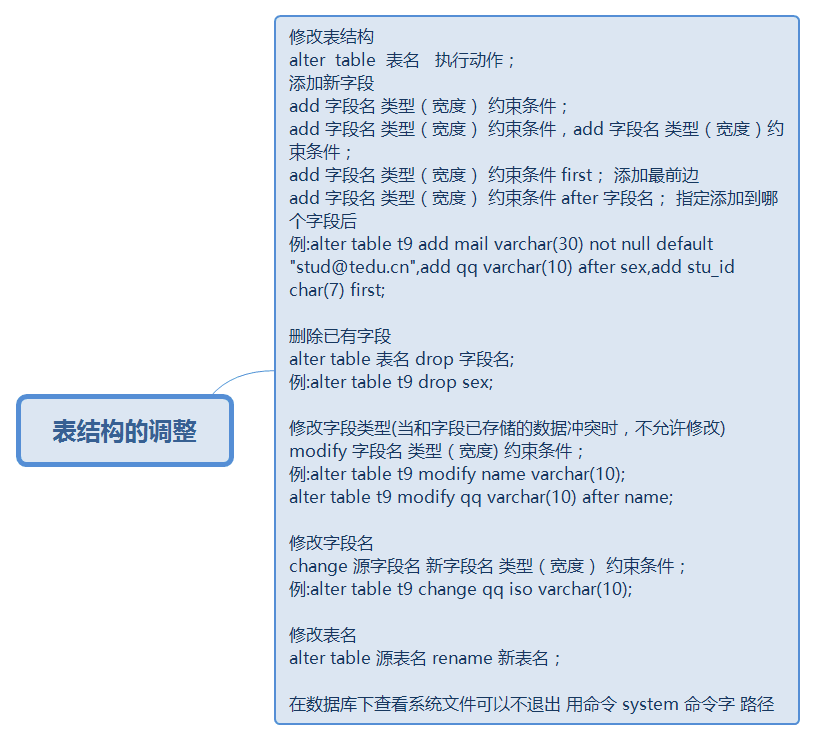 表结构的调整
修改表结构
alter  table  表名   执行动作；
添加新字段
add 字段名 类型（宽度） 约束条件；
add 字段名 类型（宽度） 约束条件，add 字段名 类型（宽度）约
束条件；
add 字段名 类型（宽度） 约束条件 first； 添加最前边
add 字段名 类型（宽度） 约束条件 after 字段名； 指定添加到哪
个字段后
例:alter table t9 add mail varchar(30) not null default
"stud@tedu.cn",add qq varchar(10) after sex,add stu_id
char(7) first;
删除已有字段
alter table 表名 drop 字段名;
例:alter table t9 drop sex;
修改字段类型(当和字段已存储的数据冲突时，不允许修改)
modify 字段名 类型（宽度) 约束条件；
例:alter table t9 modify name varchar(10);
alter table t9 modify qq varchar(10) after name;
修改字段名
change 源字段名 新字段名 类型（宽度） 约束条件；
例:alter table t9 change qq iso varchar(10);
修改表名
alter table 源表名 rename 新表名；
在数据库下查看系统文件可以不退出 用命令 system 命令字 路径